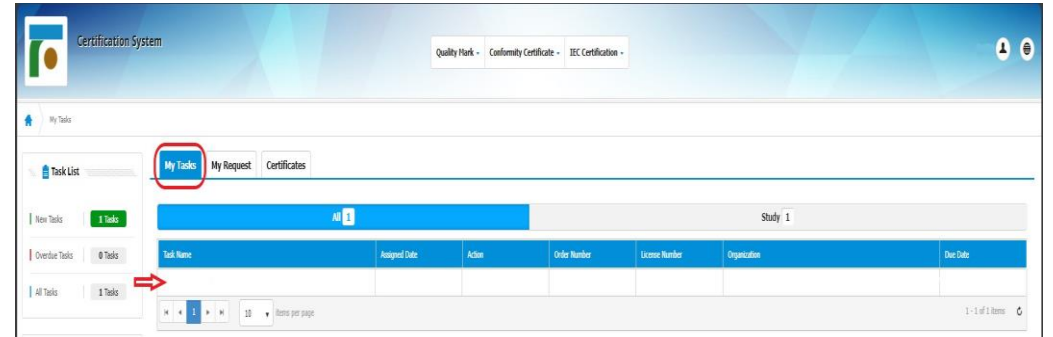 Certification System
Quality Mark Conformity Certificate IEC Certification
My Tasks
Task List
My Tasks My Request Certificates
New Tasks 1 Tasks
All 1 Study 1
Overdue Tasks 0 Tasks
Task Name Assigned Date Action Order Number License Number Organization Due Date
All Tasks 1 Tasks
1 10 items per page 1 - 1 of 1 items